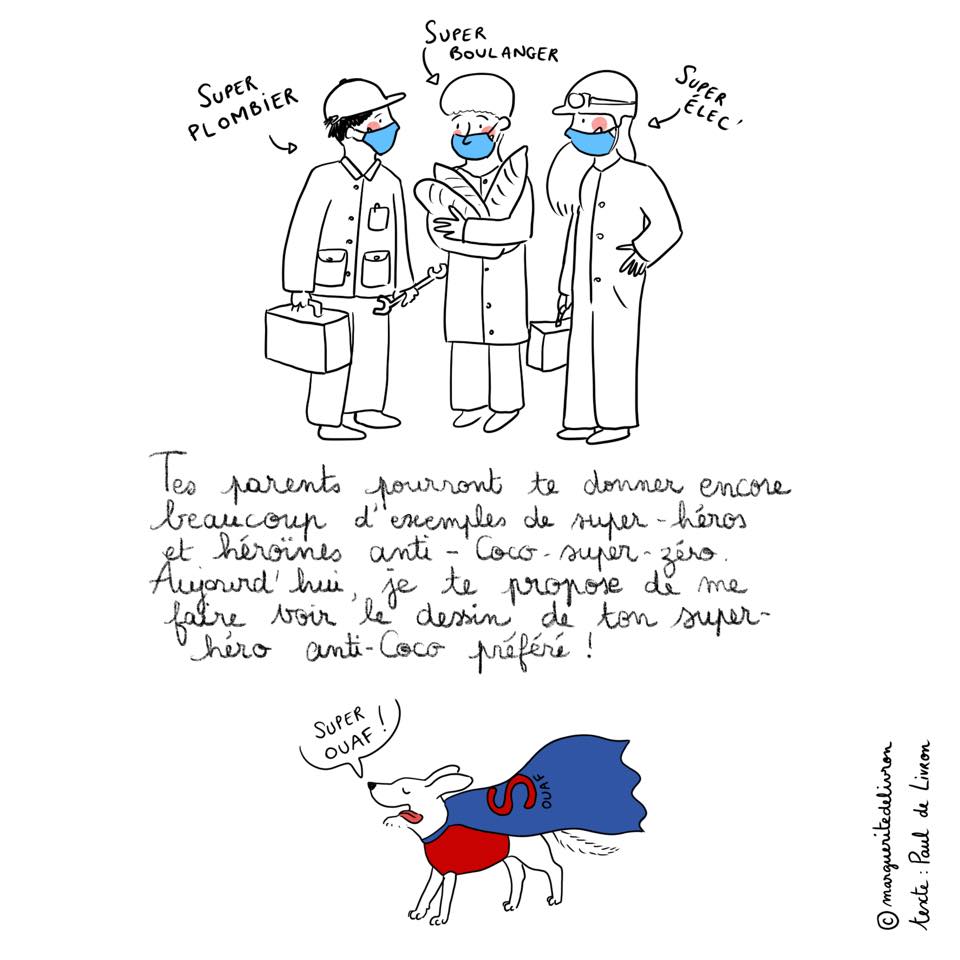 SUPER
BOULANGER
SUPER
PLOMBIER
SUPER
ÉLEC'
Tes parents pourront te donner encore
beaucoup d'exemples de super-héros
et héroïnes anti-Coco-super-zéro.
Aujourd'hui, je te propose de me
faire voir le dessin de ton super-
héro anti-Coco préféré !
SUPER
OUAF !
S
OUAF
© margueritedelivron
texte : Paul de Livron